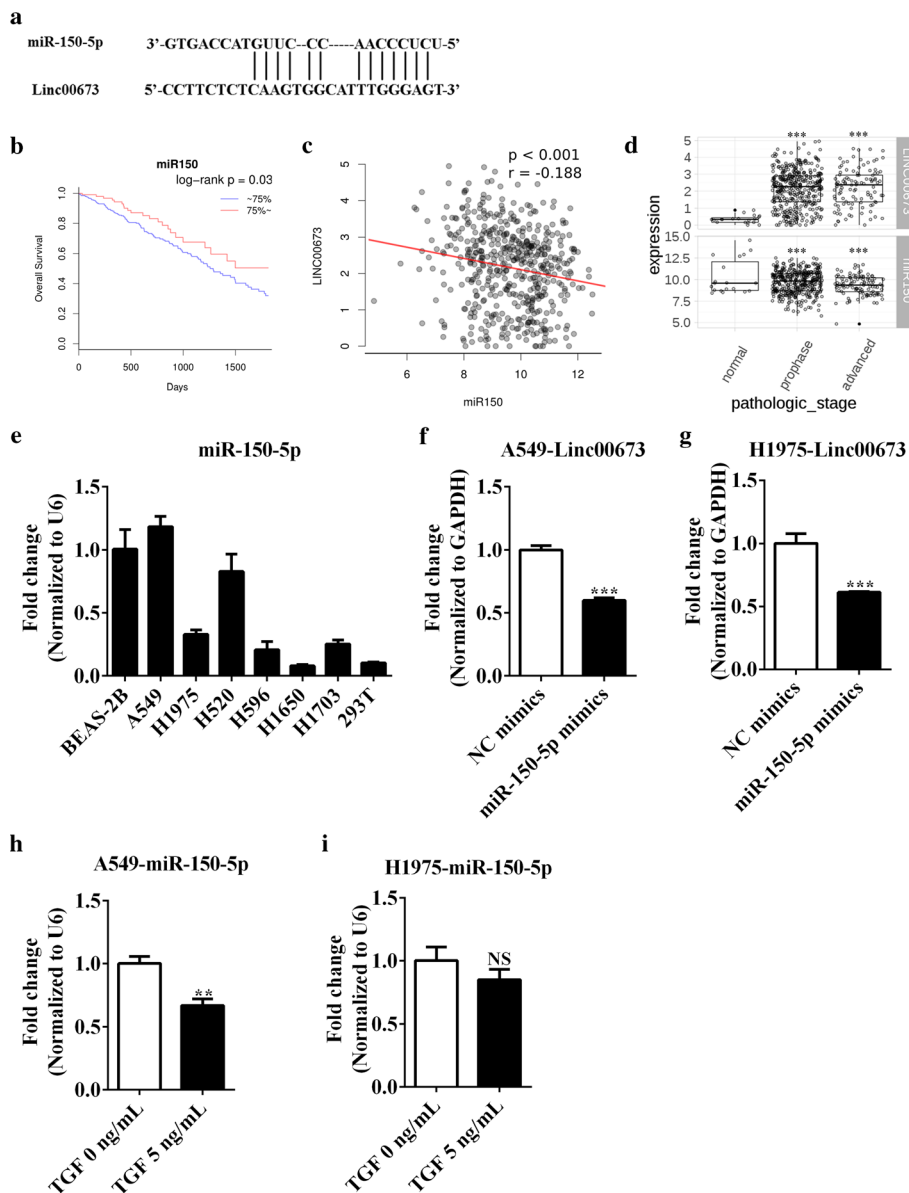 a
miR-150-5p 3’-GTGACCATGUUC--CC-----AACCCUCU-5’
Linc00673 5’-CCTTCTCTCAAGTGGCATTTGGGAGT-3’
b
miR150
log-rank p = 0.03
~75%
75%~
Overall Survival
1.0
0.8
0.6
0.4
0.2
0.0
0 500 1000 1500
Days
c
p < 0.001
r = -0.188
LINC00673
5
4
3
2
1
0
6 8 10 12
miR150
d
*** ***
LINC00673
5
4
3
2
1
0
expression
*** ***
miR150
15.0
12.5
10.0
7.5
5.0
normal prophase advanced
pathologic_stage
e
miR-150-5p
Fold change
(Normalized to U6)
1.5
1.0
0.5
0.0
BEAS-2B A549 H1975 H520 H596 H1650 H1703 293T
f
A549-Linc00673
Fold change
(Normalized to GAPDH)
1.5
1.0
0.5
0.0
***
NC mimics miR-150-5p mimics
g
H1975-Linc00673
Fold change
(Normalized to GAPDH)
1.5
1.0
0.5
0.0
***
NC mimics miR-150-5p mimics
h
A549-miR-150-5p
Fold change
(Normalized to U6)
1.5
1.0
0.5
0.0
**
TGF 0 ng/mL TGF 5 ng/mL
i
H1975-miR-150-5p
Fold change
(Normalized to U6)
1.5
1.0
0.5
0.0
NS
TGF 0 ng/mL TGF 5 ng/mL